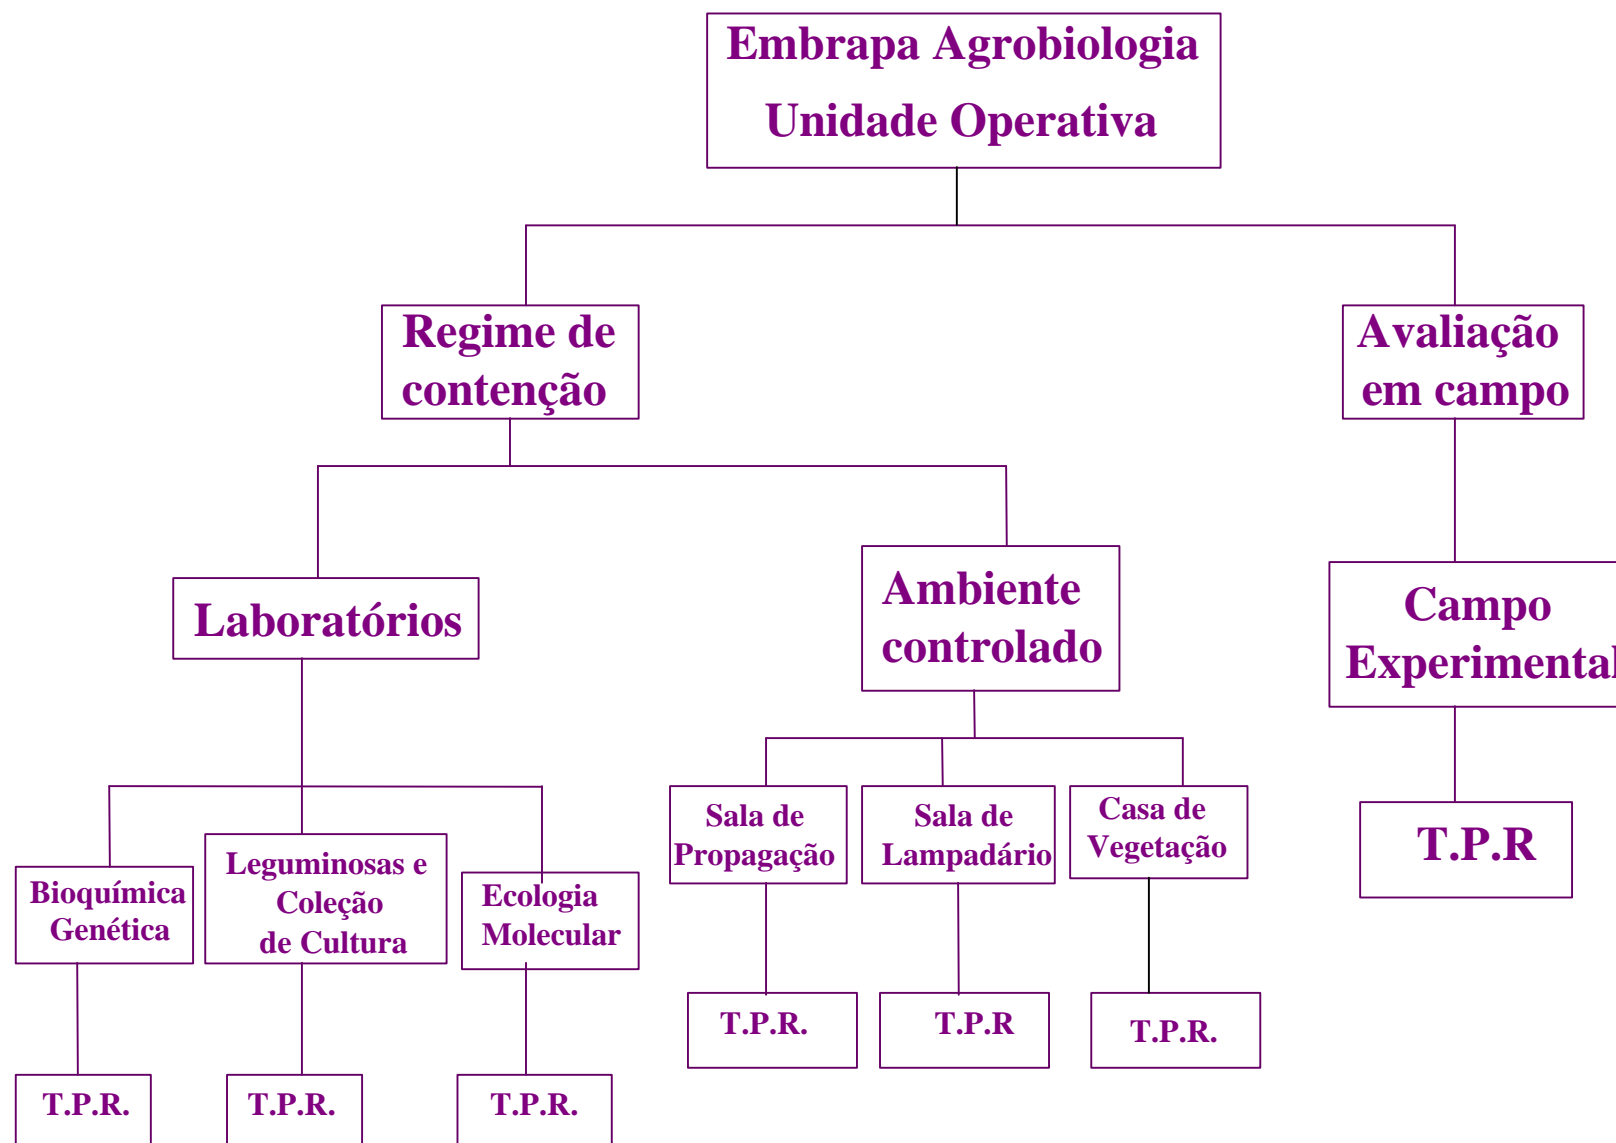 Embrapa Agrobiologia
Unidade Operativa
Regime de
contenção
Avaliação
em campo
Laboratórios
Ambiente
controlado
Campo
Experimental
Bioquímica
Genética
Leguminosas e
Coleção
de Cultura
Ecologia
Molecular
Sala de
Propagação
Sala de
Lampadário
Casa de
Vegetação
T.P.R
T.P.R.
T.P.R
T.P.R.
T.P.R.
T.P.R.
T.P.R.